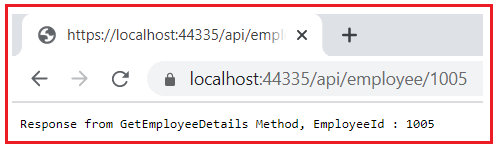 https://localhost:44335/api/empl
localhost:44335/api/employee/1005
Response from GetEmployeeDetails Method, EmployeeId : 1005